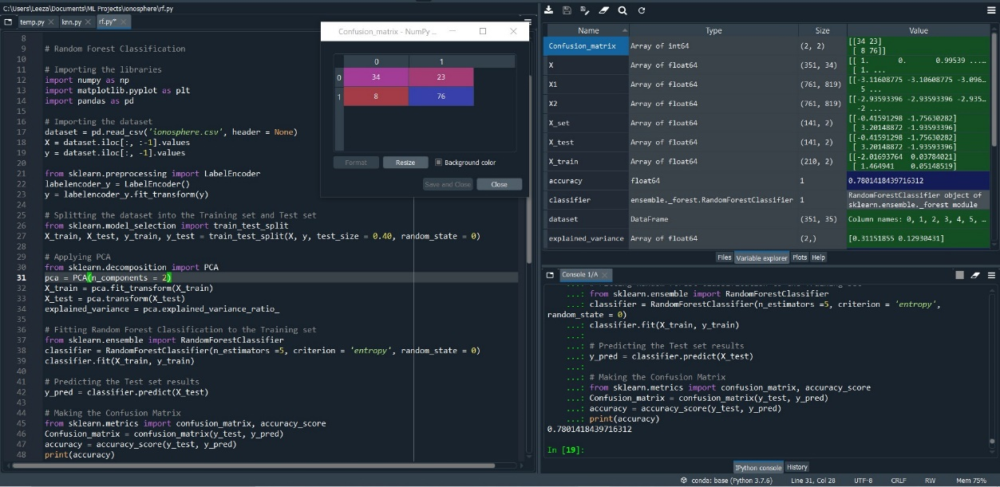 C:\Users\Leeza\Documents\ML Projects\ionosphere\rf.py
temp.py
knn.py
rf.py*
8
9 # Random Forest Classification
10
11 # Importing the libraries
12 import numpy as np
13 import matplotlib.pyplot as plt
14 import pandas as pd
15
16 # Importing the dataset
17 dataset = pd.read_csv('ionosphere.csv', header = None)
18 X = dataset.iloc[:, :-1].values
19 y = dataset.iloc[:, -1].values
20
21 from sklearn.preprocessing import LabelEncoder
22 labelencoder_y = LabelEncoder()
23 y = labelencoder_y.fit_transform(y)
24
25 # Splitting the dataset into the Training set and Test set
26 from sklearn.model_selection import train_test_split
27 X_train, X_test, y_train, y_test = train_test_split(X, y, test_size = 0.40, random_state = 0)
28
29 # Applying PCA
30 from sklearn.decomposition import PCA
31 pca = PCA(n_components = 2)
32 X_train = pca.fit_transform(X_train)
33 X_test = pca.transform(X_test)
34 explained_variance = pca.explained_variance_ratio_
35
36 # Fitting Random Forest Classification to the Training set
37 from sklearn.ensemble import RandomForestClassifier
38 classifier = RandomForestClassifier(n_estimators =5, criterion = 'entropy', random_state = 0)
39 classifier.fit(X_train, y_train)
40
41 # Predicting the Test set results
42 y_pred = classifier.predict(X_test)
43
44 # Making the Confusion Matrix
45 from sklearn.metrics import confusion_matrix, accuracy_score
46 Confusion_matrix = confusion_matrix(y_test, y_pred)
47 accuracy = accuracy_score(y_test, y_pred)
48 print(accuracy)
Confusion_matrix - NumPy ...
0 1
0 34 23
1 8 76
Format Resize Background color
Save and Close Close
Name Type Size Value
Confusion_matrix Array of int64 (2, 2) [[34 23]
[ 8 76]]
X Array of float64 (351, 34) [[ 1. 0. 0.99539 ...
[ 1. ...
X1 Array of float64 (761, 819) [[-3.11608775 -3.10608775 -3.096…
5 ...
X2 Array of float64 (761, 819) [[-2.93593396 -2.93593396 -2.935…
-2 ...
X_set Array of float64 (141, 2) [[-0.41591298 -1.75630282]
[ 3.20148872 -1.93593396]
X_test Array of float64 (141, 2) [[-0.41591298 -1.75630282]
[ 3.20148872 -1.93593396]
X_train Array of float64 (210, 2) [[-2.01693764 0.03784021]
[ 1.464941 0.05148519]
accuracy float64 1 0.7801418439716312
classifier ensemble._forest.RandomForestClassifier 1 RandomForestClassifier object of
sklearn.ensemble._forest module
dataset DataFrame (351, 35) Column names: 0, 1, 2, 3, 4, 5, …
explained_variance Array of float64 (2,) [0.31151855 0.12930431]
Files Variable explorer Plots Help
Console 1/A
...: from sklearn.ensemble import RandomForestClassifier
...: classifier = RandomForestClassifier(n_estimators =5, criterion = 'entropy',
random_state = 0)
...: classifier.fit(X_train, y_train)
...:
...: # Predicting the Test set results
...: y_pred = classifier.predict(X_test)
...:
...: # Making the Confusion Matrix
...: from sklearn.metrics import confusion_matrix, accuracy_score
...: Confusion_matrix = confusion_matrix(y_test, y_pred)
...: accuracy = accuracy_score(y_test, y_pred)
...: print(accuracy)
0.7801418439716312
In [19]:
IPython console History
conda: base (Python 3.7.6) Line 31, Col 28 UTF-8 CRLF RW Mem 75%